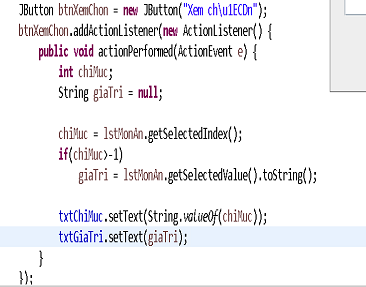 JButton btnXemChon = new JButton("Xem ch\u1ECDn");
btnXemChon.addActionListener(new ActionListener() {
public void actionPerformed(ActionEvent e) {
int chiMuc;
String giaTri = null;
chiMuc = lstMonAn.getSelectedIndex();
if(chiMuc>-1)
giaTri = lstMonAn.getSelectedValue().toString();
txtChiMuc.setText(String.valueOf(chiMuc));
txtGiaTri.setText(giaTri);
}
});